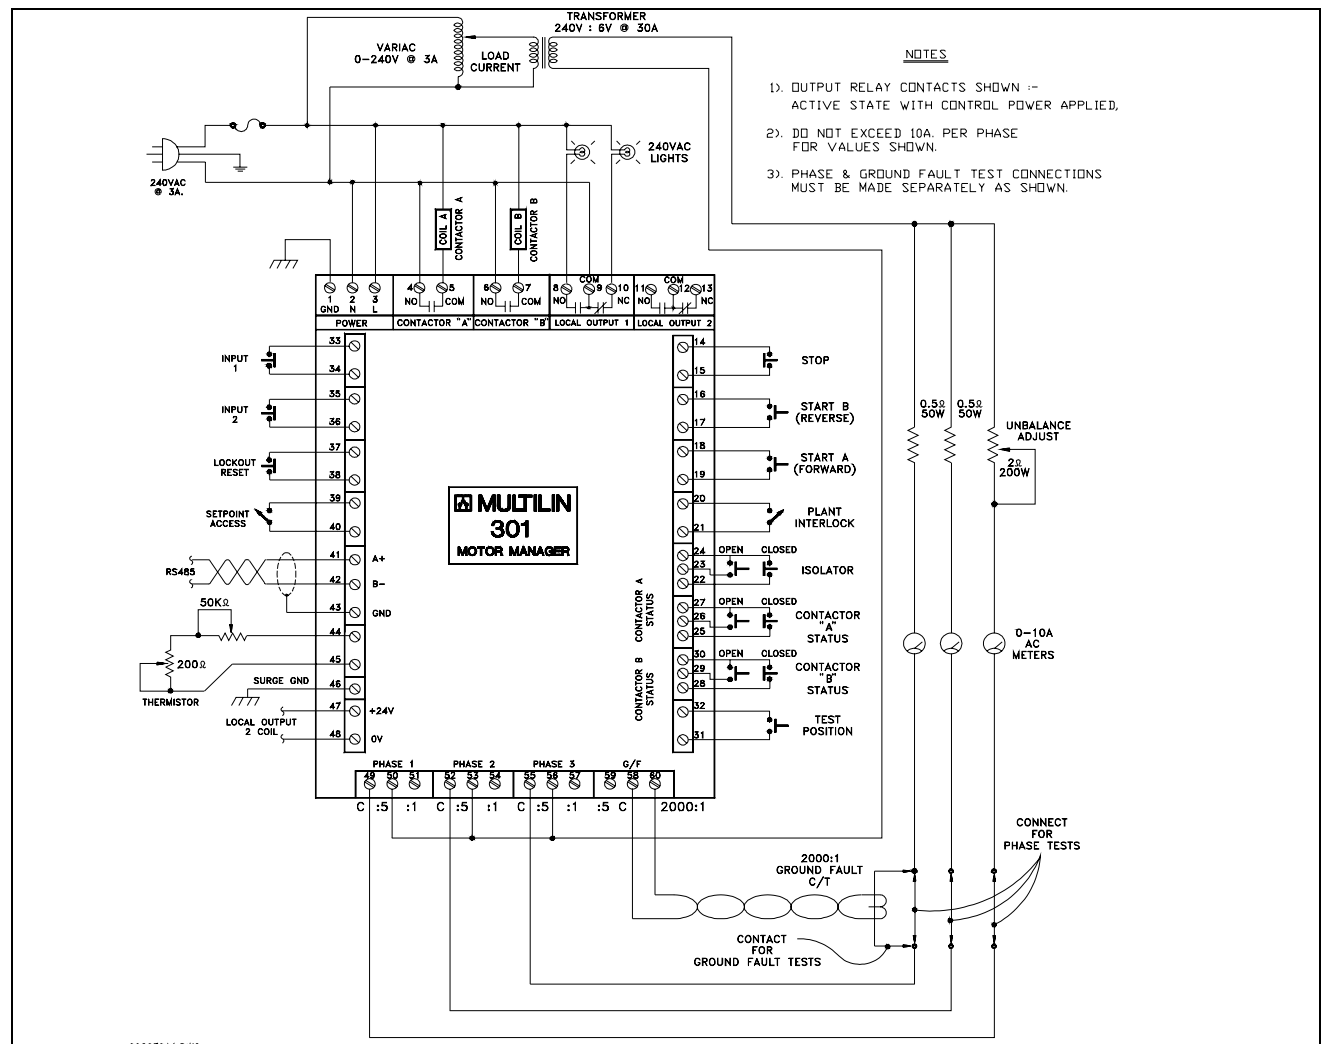 TRANSFORMER
240V : 6V @ 30A
VARIAC
0-240V @ 3A
LOAD
CURRENT
NOTES
1). OUTPUT RELAY CONTACTS SHOWN :-
ACTIVE STATE WITH CONTROL POWER APPLIED,
2). DO NOT EXCEED 10A. PER PHASE
FOR VALUES SHOWN.
3). PHASE & GROUND FAULT TEST CONNECTIONS
MUST BE MADE SEPARATELY AS SHOWN.
240VAC
@ 3A.
240VAC
LIGHTS
COIL A
CONTACTOR A
COIL B
CONTACTOR B
1 2 3
GND N L
POWER
4 5
NO COM
CONTACTOR "A"
6 7
NO COM
CONTACTOR "B"
COM
8 9 10
NO NC
LOCAL OUTPUT 1
COM
11 12 13
NO NC
LOCAL OUTPUT 2
INPUT
1
33
34
INPUT
2
35
36
LOCKOUT
RESET
37
38
SETPOINT
ACCESS
39
40
RS485
41 A+
42 B-
43 GND
50KΩ
44
200Ω
45
THERMISTOR
SURGE GND
46
47 +24V
LOCAL OUTPUT
2 COIL
48 0V
MULTILIN
301
MOTOR MANAGER
14
15
STOP
16
17
START B
(REVERSE)
18
19
START A
(FORWARD)
20
21
PLANT
INTERLOCK
24
23
22
OPEN CLOSED
ISOLATOR
CONTACTOR A
STATUS
27
26
25
OPEN CLOSED
CONTACTOR
"A"
STATUS
CONTACTOR B
STATUS
30
29
28
OPEN CLOSED
CONTACTOR
"B"
STATUS
32
31
TEST
POSITION
0.5Ω
50W
0.5Ω
50W
UNBALANCE
ADJUST
2Ω
200W
0-10A
AC
METERS
PHASE 1 PHASE 2 PHASE 3 G/F
49 50 51 52 53 54 55 56 57 59 58 60
C :5 :1 C :5 :1 C :5 :1 :5 C 2000:1
CONNECT
FOR
PHASE TESTS
2000:1
GROUND FAULT
C/T
CONTACT
FOR
GROUND FAULT TESTS